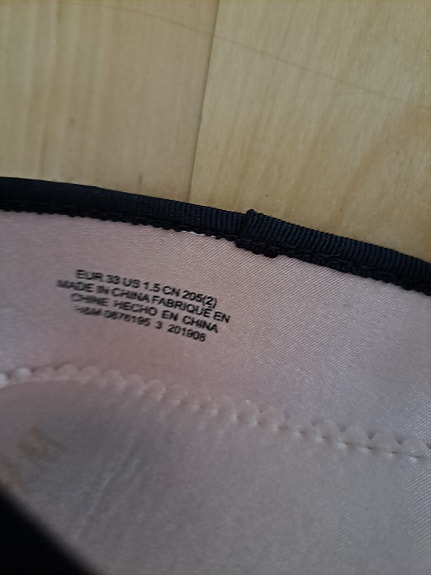 EUR 33 US 1.5 CN 205(2)
MADE IN CHINA FABRIQUÉ EN
CHINE HECHO EN CHINA
H&M 0876195 3 201908